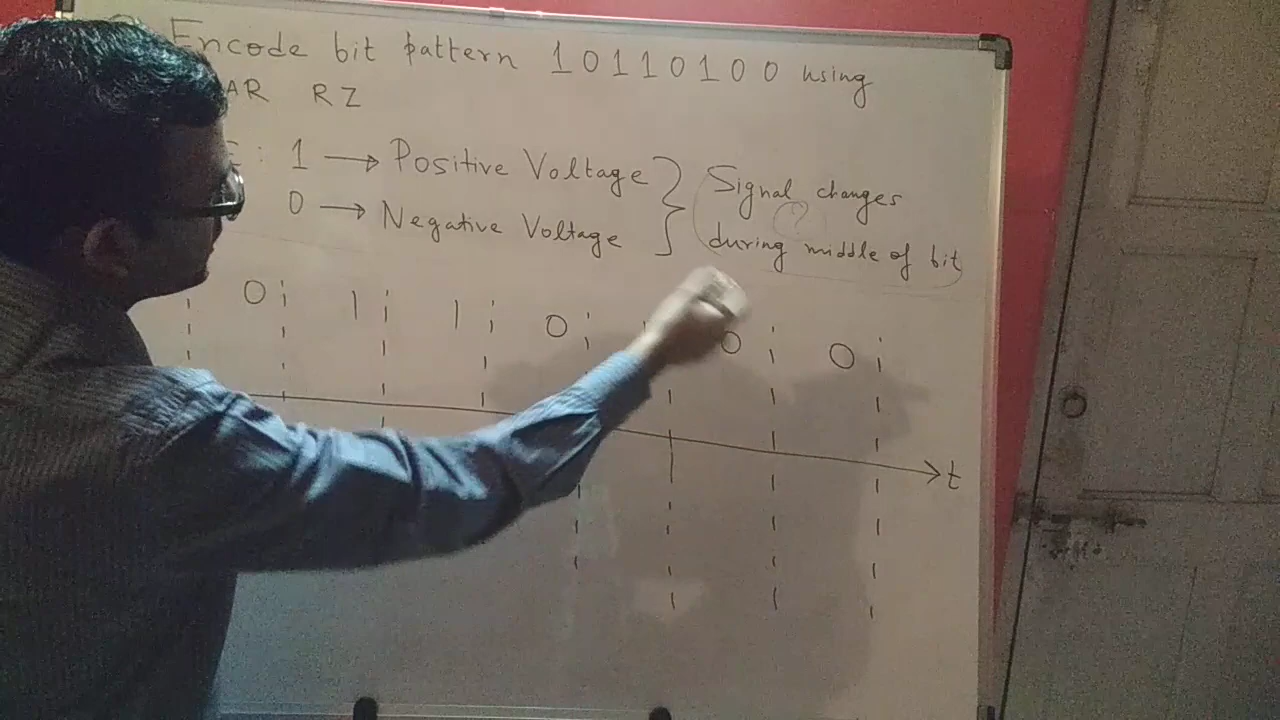 Encode bit pattern 10110100 using
AR RZ
: 1 → Positive Voltage } Signal changes
0 → Negative Voltage } during middle of bit
?
0 1 1 0 0 0
t